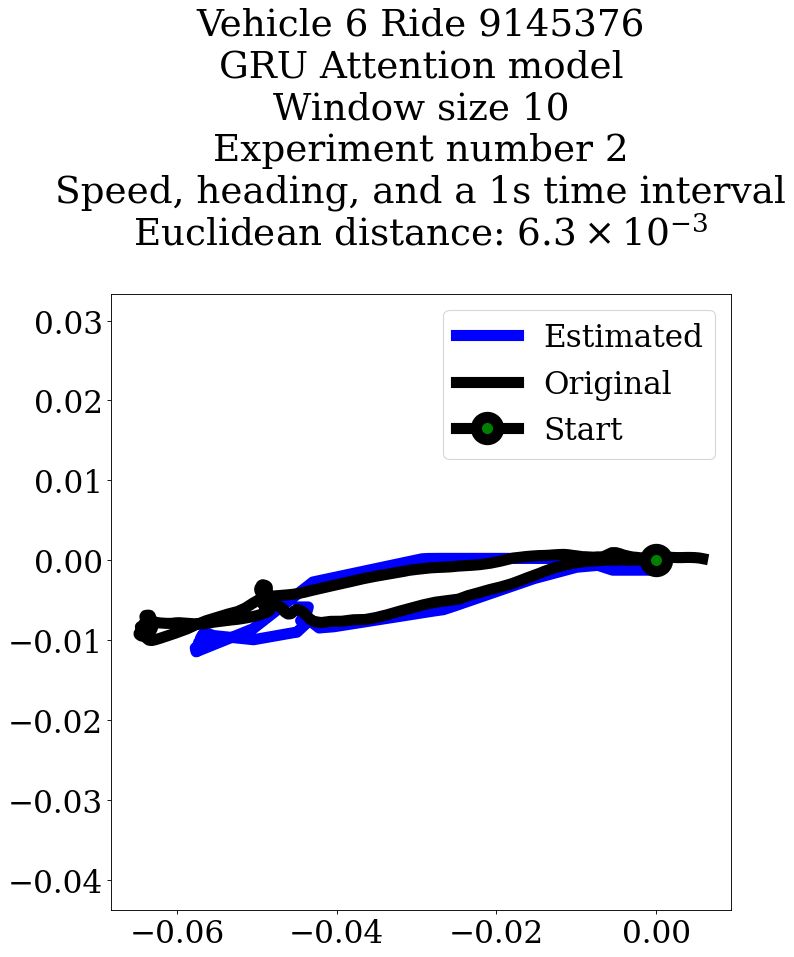 Vehicle 6 Ride 9145376
GRU Attention model
Window size 10
Experiment number 2
Speed, heading, and a 1s time interval
Euclidean distance: 6.3 × 10⁻³
Estimated
Original
Start
0.03
0.02
0.01
0.00
−0.01
−0.02
−0.03
−0.04
−0.06 −0.04 −0.02 0.00